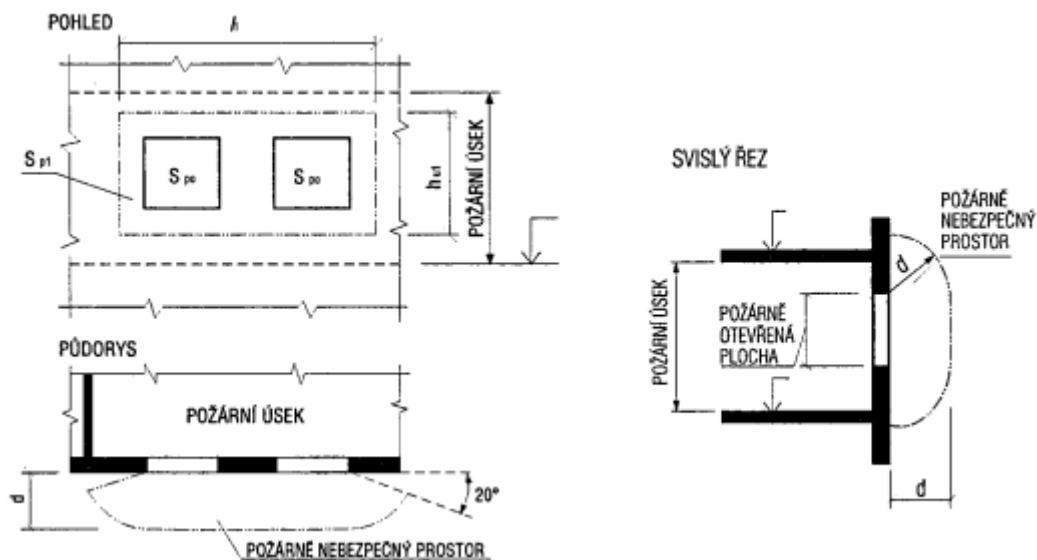 POHLED
l
S p1
S po
S po
h u1
POŽÁRNÍ ÚSEK
PŮDORYS
POŽÁRNÍ ÚSEK
d
20°
POŽÁRNĚ NEBEZPEČNÝ PROSTOR
SVISLÝ ŘEZ
POŽÁRNĚ
NEBEZPEČNÝ
PROSTOR
d
POŽÁRNÍ ÚSEK
POŽÁRNĚ
OTEVŘENÁ
PLOCHA
d